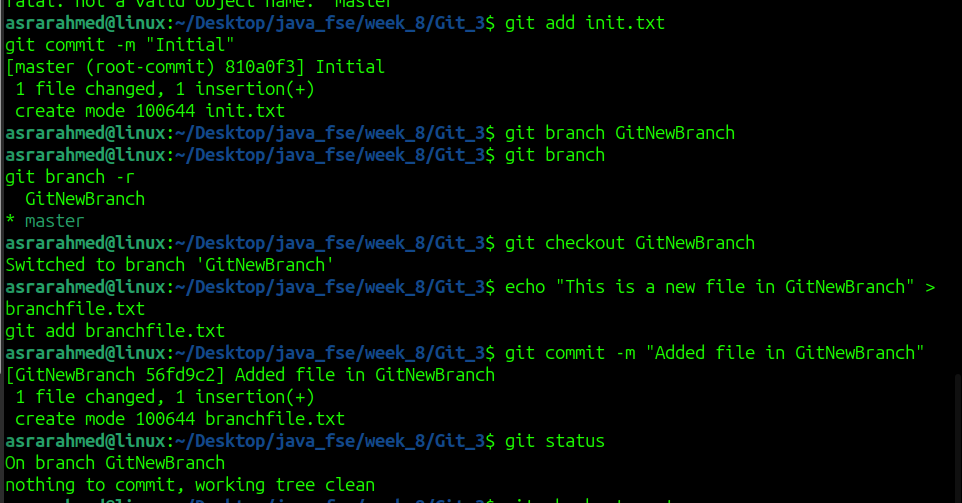 fatal: not a valid object name: 'master'
asrarahmed@linux:~/Desktop/java_fse/week_8/Git_3$ git add init.txt
git commit -m "Initial"
[master (root-commit) 810a0f3] Initial
 1 file changed, 1 insertion(+)
 create mode 100644 init.txt
asrarahmed@linux:~/Desktop/java_fse/week_8/Git_3$ git branch GitNewBranch
asrarahmed@linux:~/Desktop/java_fse/week_8/Git_3$ git branch
git branch -r
  GitNewBranch
* master
asrarahmed@linux:~/Desktop/java_fse/week_8/Git_3$ git checkout GitNewBranch
Switched to branch 'GitNewBranch'
asrarahmed@linux:~/Desktop/java_fse/week_8/Git_3$ echo "This is a new file in GitNewBranch" >
branchfile.txt
git add branchfile.txt
asrarahmed@linux:~/Desktop/java_fse/week_8/Git_3$ git commit -m "Added file in GitNewBranch"
[GitNewBranch 56fd9c2] Added file in GitNewBranch
 1 file changed, 1 insertion(+)
 create mode 100644 branchfile.txt
asrarahmed@linux:~/Desktop/java_fse/week_8/Git_3$ git status
On branch GitNewBranch
nothing to commit, working tree clean